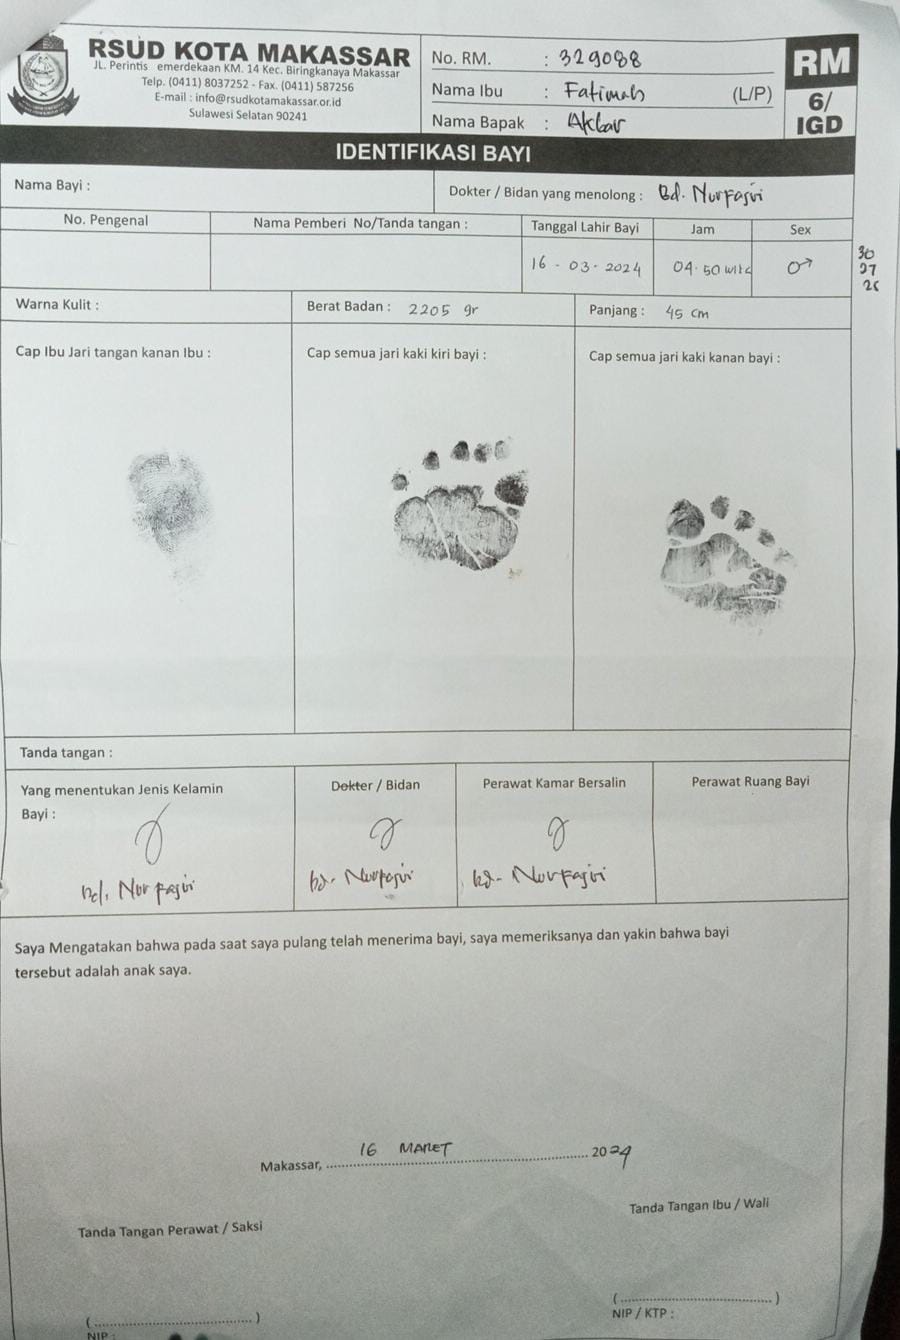 RSUD KOTA MAKASSAR
JL. Perintis emerdekaan KM. 14 Kec. Biringkanaya Makassar
Telp. (0411) 8037252 - Fax. (0411) 587256
E-mail : info@rsudkotamakassar.or.id
Sulawesi Selatan 90241
No. RM. : 329088
Nama Ibu : Fatimah (L/P)
Nama Bapak : Akbar
RM
6/
IGD
IDENTIFIKASI BAYI
Nama Bayi :
Dokter / Bidan yang menolong : Bd. Nurfajri
No. Pengenal
Nama Pemberi No/Tanda tangan :
Tanggal Lahir Bayi
Jam
Sex
16 - 03 - 2024
04.50 wita
♂
30
27
26
Warna Kulit :
Berat Badan : 2205 gr
Panjang : 45 cm
Cap Ibu Jari tangan kanan Ibu :
Cap semua jari kaki kiri bayi :
Cap semua jari kaki kanan bayi :
Tanda tangan :
Yang menentukan Jenis Kelamin
Bayi :
Bd. Nurfajri
Dokter / Bidan
bd. Nurfajri
Perawat Kamar Bersalin
bd. Nurfajri
Perawat Ruang Bayi
Saya Mengatakan bahwa pada saat saya pulang telah menerima bayi, saya memeriksanya dan yakin bahwa bayi
tersebut adalah anak saya.
Makassar, 16 MARET 2024
Tanda Tangan Perawat / Saksi
Tanda Tangan Ibu / Wali
(........................................)
NIP :
(........................................)
NIP / KTP :